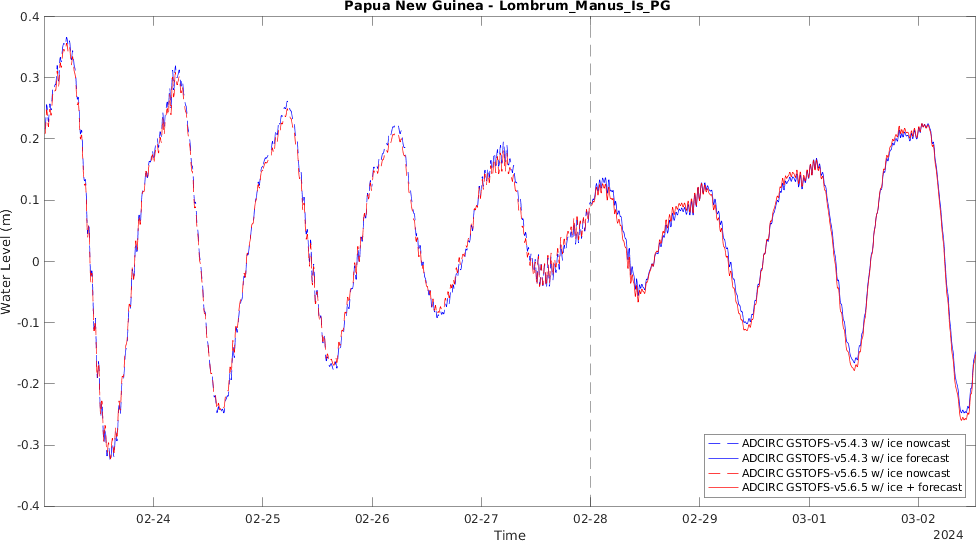 Papua New Guinea - Lombrum_Manus_Is_PG
0.4
0.3
0.2
0.1
0
-0.1
-0.2
-0.3
-0.4
Water Level (m)
02-24
02-25
02-26
02-27
02-28
02-29
03-01
03-02
Time
2024
ADCIRC GSTOFS-v5.4.3 w/ ice nowcast
ADCIRC GSTOFS-v5.4.3 w/ ice forecast
ADCIRC GSTOFS-v5.6.5 w/ ice nowcast
ADCIRC GSTOFS-v5.6.5 w/ ice + forecast